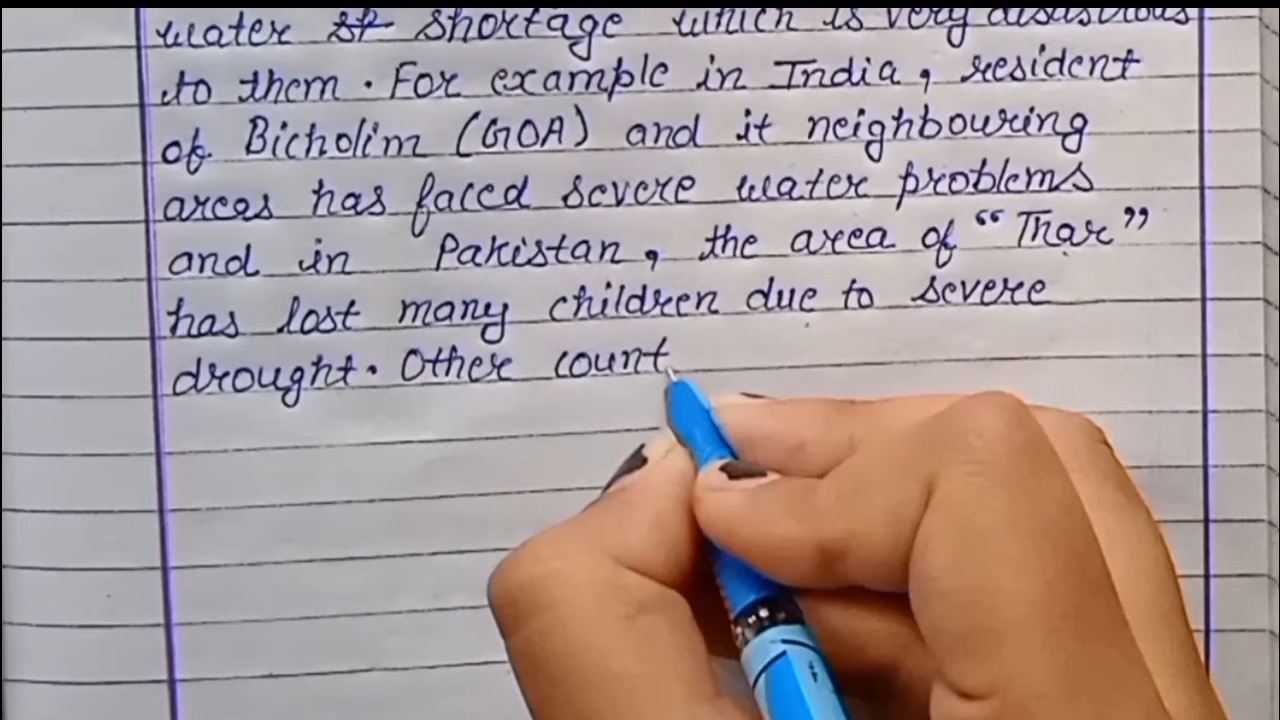 water shortage which is very disastrous
to them. For example in India, resident
of Bicholim (GOA) and it neighbouring
areas has faced severe water problems
and in Pakistan, the area of “Thar”
has lost many children due to severe
drought. Other count